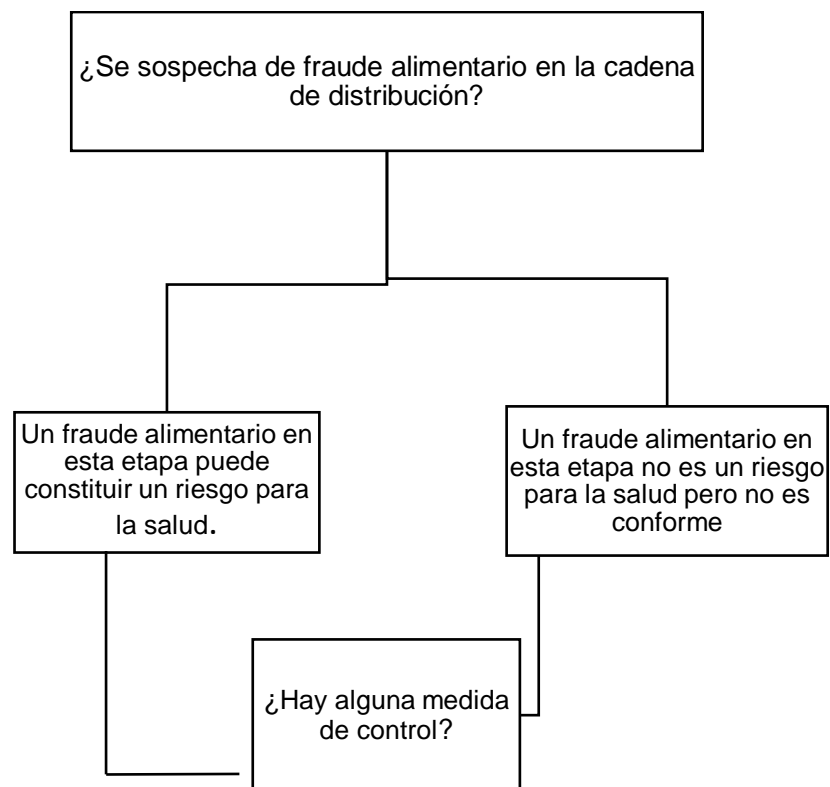 ¿Se sospecha de fraude alimentario en la cadena
de distribución?
Un fraude alimentario en
esta etapa puede
constituir un riesgo para
la salud.
Un fraude alimentario en
esta etapa no es un riesgo
para la salud pero no es
conforme
¿Hay alguna medida
de control?